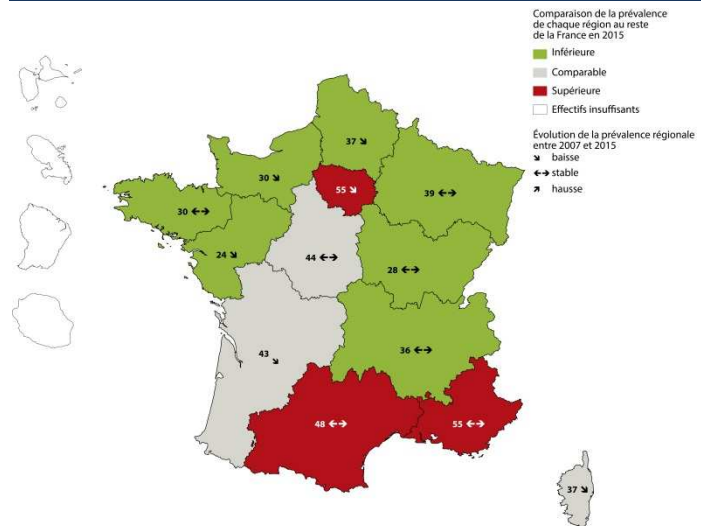 Comparaison de la prévalence
de chaque région au reste
de la France en 2015
Inférieure
Comparable
Supérieure
Effectifs insuffisants
Évolution de la prévalence régionale
entre 2007 et 2015
↘ baisse
↔ stable
↗ hausse
37 ↘
30 ↘
55 ↘
39 ↔
30 ↔
24 ↘
44 ↔
28 ↔
43 ↘
36 ↔
48 ↔
55 ↔
37 ↘